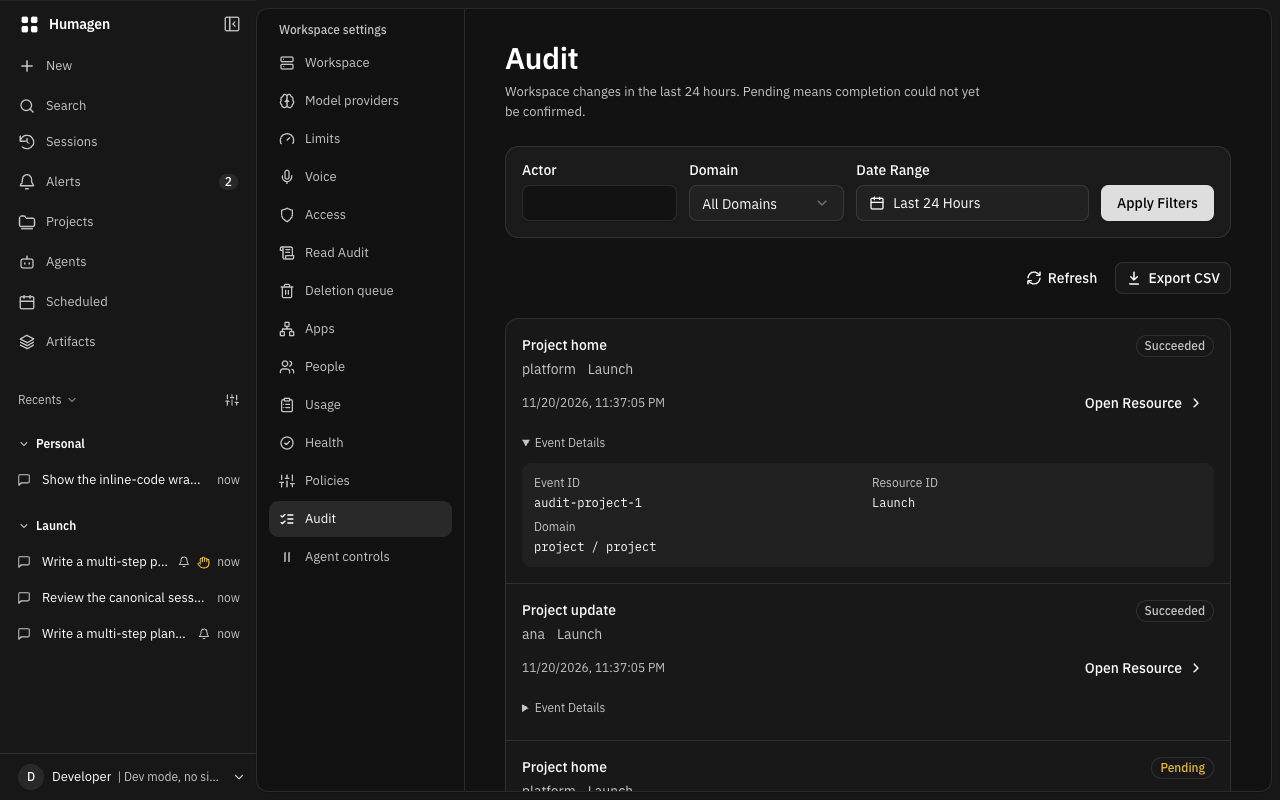 Humagen
New
Search
Sessions
Alerts 2
Projects
Agents
Scheduled
Artifacts
Recents
Personal
Show the inline-code wra... now
Launch
Write a multi-step p... now
Review the canonical sess... now
Write a multi-step plan... now
D Developer | Dev mode, no si...
Workspace settings
Workspace
Model providers
Limits
Voice
Access
Read Audit
Deletion queue
Apps
People
Usage
Health
Policies
Audit
Agent controls
Audit
Workspace changes in the last 24 hours. Pending means completion could not yet
be confirmed.
Actor Domain Date Range
All Domains Last 24 Hours Apply Filters
Refresh Export CSV
Project home Succeeded
platform Launch
11/20/2026, 11:37:05 PM Open Resource
Event Details
Event ID Resource ID
audit-project-1 Launch
Domain
project / project
Project update Succeeded
ana Launch
11/20/2026, 11:37:05 PM Open Resource
Event Details
Project home Pending
platform Launch